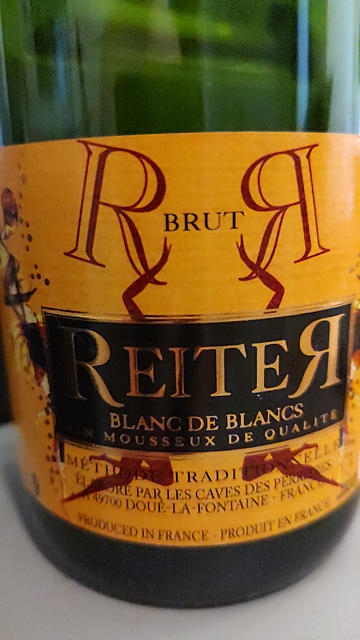 R BRUT R
REITER
BLANC DE BLANCS
VIN MOUSSEUX DE QUALITÉ
MÉTHODE TRADITIONNELLE
ÉLABORÉ PAR LES CAVES DES PERRIÈRES
À 49700 DOUÉ-LA-FONTAINE - FRANCE
PRODUCED IN FRANCE - PRODUIT EN FRANCE